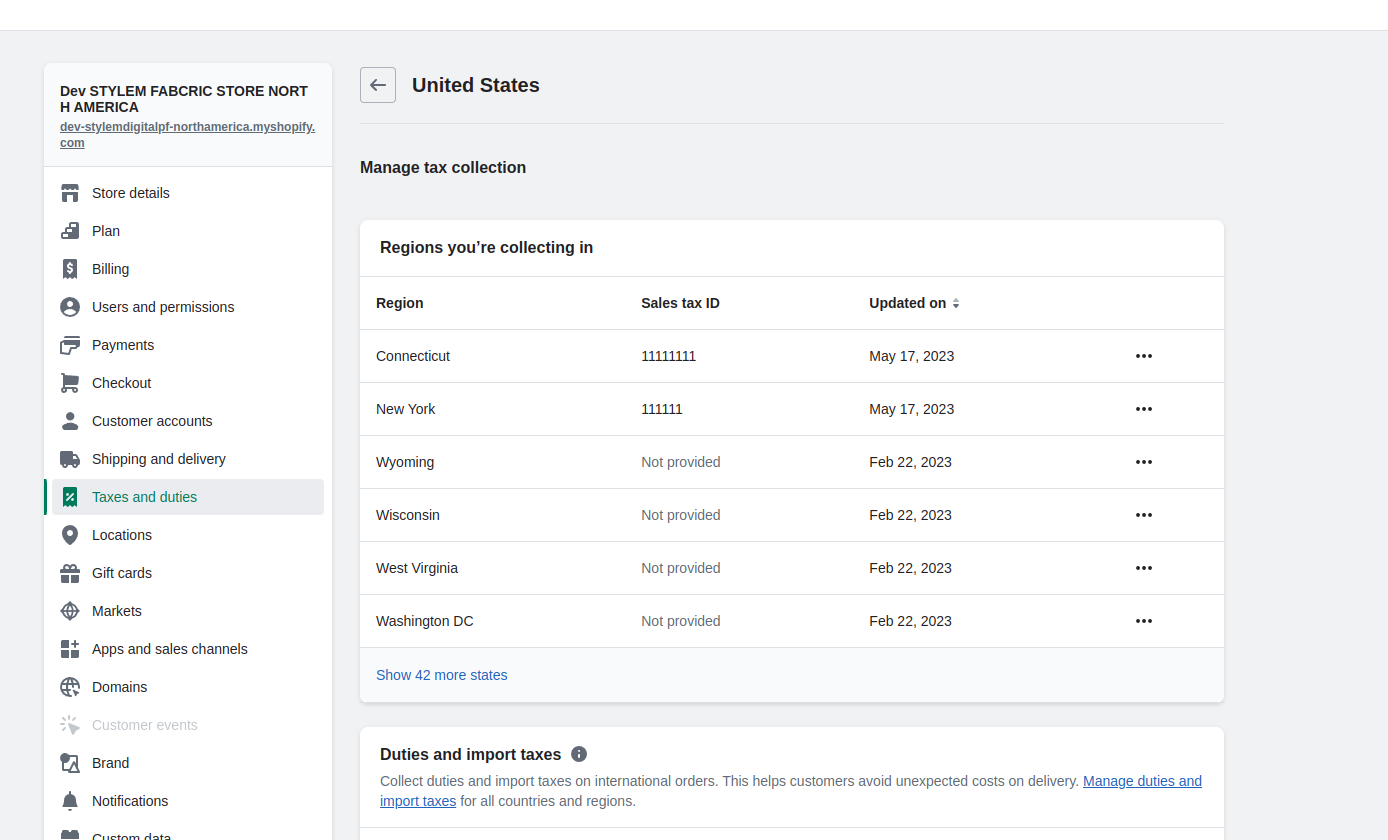 Dev STYLEM FABCRIC STORE NORT
H AMERICA
dev-stylemdigitalpf-northamerica.myshopify.
com
Store details
Plan
Billing
Users and permissions
Payments
Checkout
Customer accounts
Shipping and delivery
Taxes and duties
Locations
Gift cards
Markets
Apps and sales channels
Domains
Customer events
Brand
Notifications
Custom data
United States
Manage tax collection
Regions you’re collecting in
Region Sales tax ID Updated on
Connecticut 11111111 May 17, 2023
New York 111111 May 17, 2023
Wyoming Not provided Feb 22, 2023
Wisconsin Not provided Feb 22, 2023
West Virginia Not provided Feb 22, 2023
Washington DC Not provided Feb 22, 2023
Show 42 more states
Duties and import taxes
Collect duties and import taxes on international orders. This helps customers avoid unexpected costs on delivery. Manage duties and
import taxes for all countries and regions.